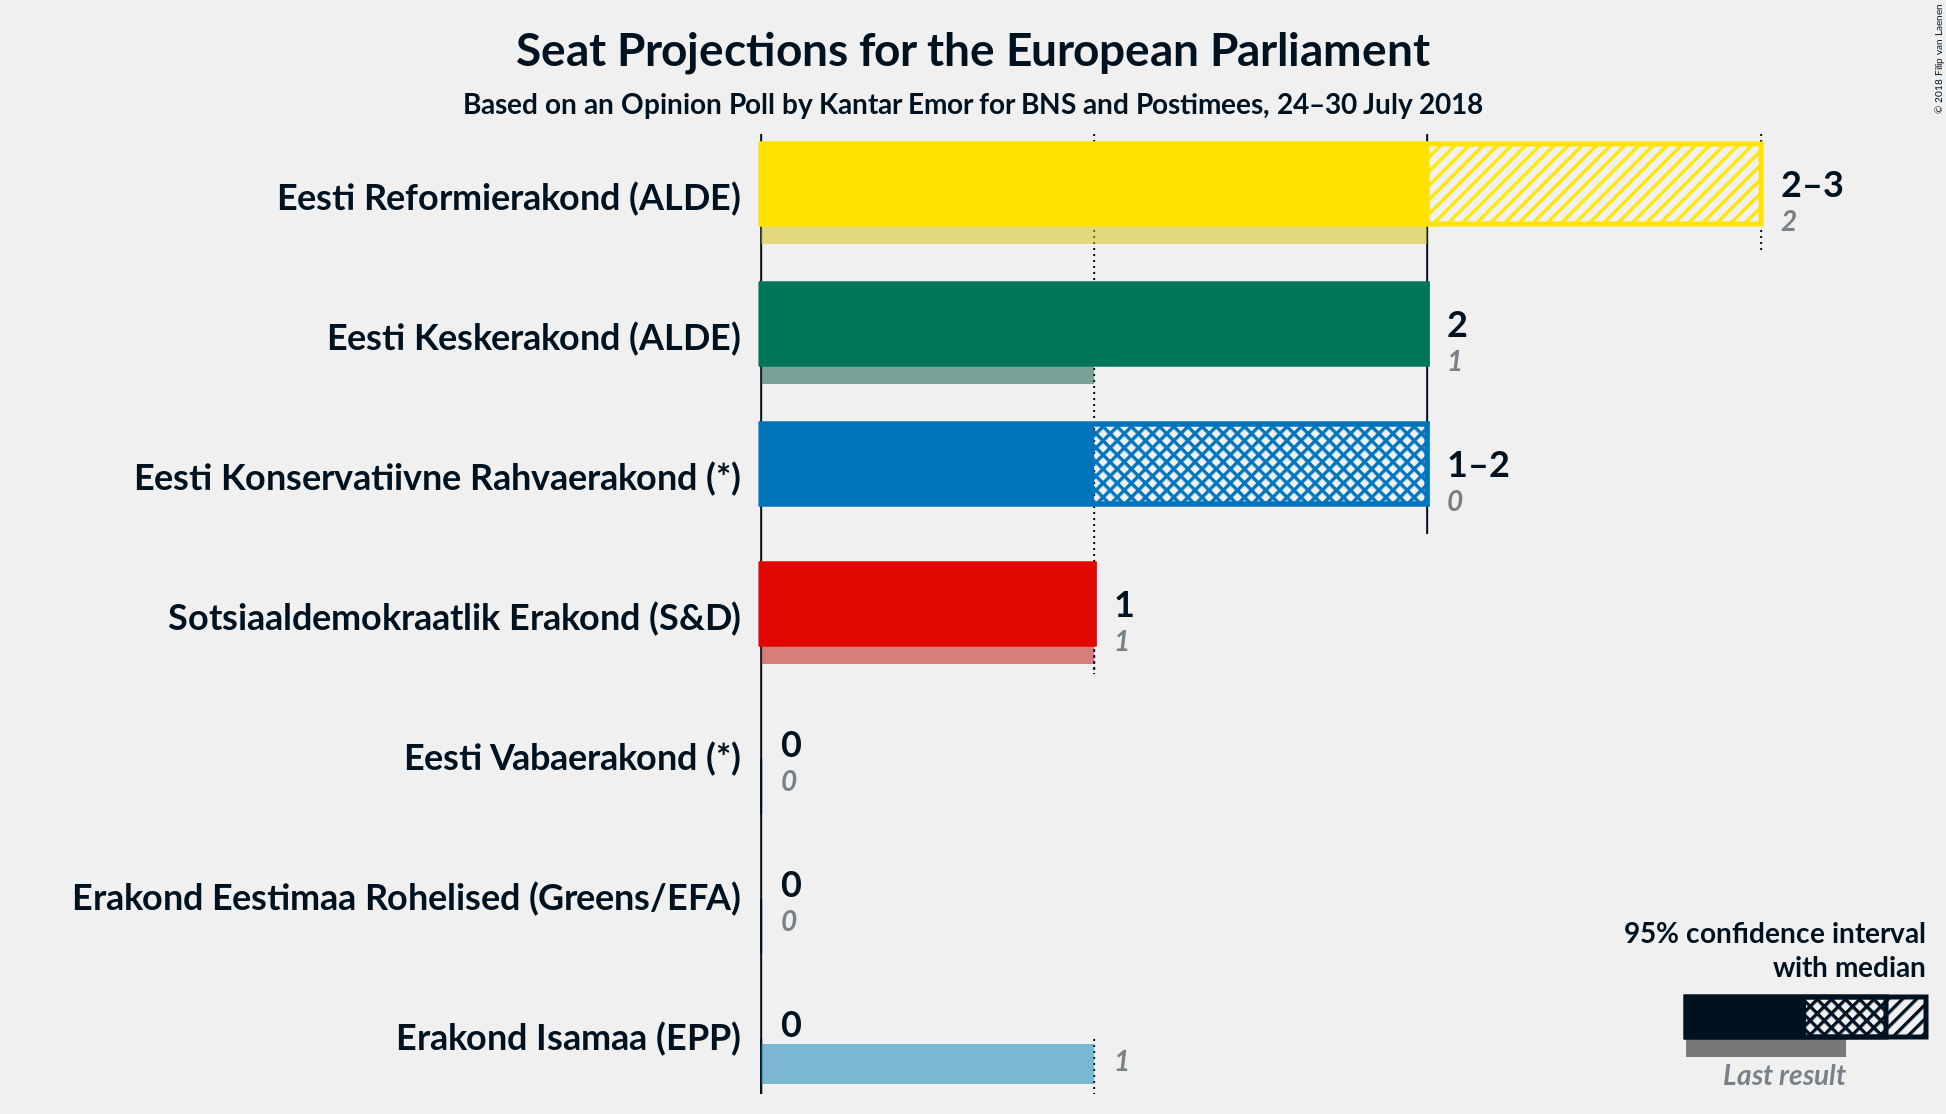 Seat Projections for the European Parliament
Based on an Opinion Poll by Kantar Emor for BNS and Postimees, 24–30 July 2018
© 2018 Filip van Laenen
Eesti Reformierakond (ALDE)
2–3
2
Eesti Keskerakond (ALDE)
2
1
Eesti Konservatiivne Rahvaerakond (*)
1–2
0
Sotsiaaldemokraatlik Erakond (S&D)
1
1
Eesti Vabaerakond (*)
0
0
Erakond Eestimaa Rohelised (Greens/EFA)
0
0
Erakond Isamaa (EPP)
0
1
95% confidence interval
with median
Last result